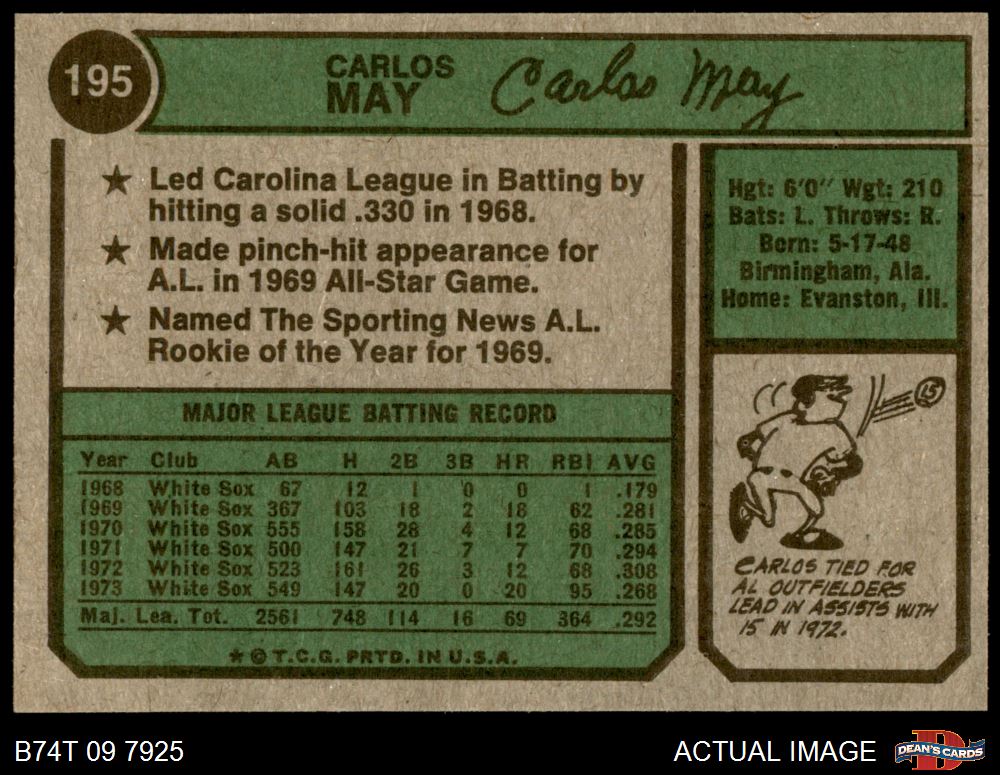 195
CARLOS
MAY
Carlos May
★ Led Carolina League in Batting by
hitting a solid .330 in 1968.
★ Made pinch-hit appearance for
A.L. in 1969 All-Star Game.
★ Named The Sporting News A.L.
Rookie of the Year for 1969.
MAJOR LEAGUE BATTING RECORD
Year Club AB H 2B 3B HR RBI AVG
1968 White Sox 67 12 1 0 0 1 .179
1969 White Sox 367 103 18 2 18 62 .281
1970 White Sox 555 158 28 4 12 68 .285
1971 White Sox 500 147 21 7 7 70 .294
1972 White Sox 523 161 26 3 12 68 .308
1973 White Sox 549 147 20 0 20 95 .268
Maj. Lea. Tot. 2561 748 114 16 69 364 .292
★ © T.C.G. PRTD. IN U.S.A.
Hgt: 6'0" Wgt: 210
Bats: L. Throws: R.
Born: 5-17-48
Birmingham, Ala.
Home: Evanston, Ill.
15
CARLOS TIED FOR
AL OUTFIELDERS
LEAD IN ASSISTS WITH
15 IN 1972.
B74T 09 7925
ACTUAL IMAGE
D
DEAN'S CARDS